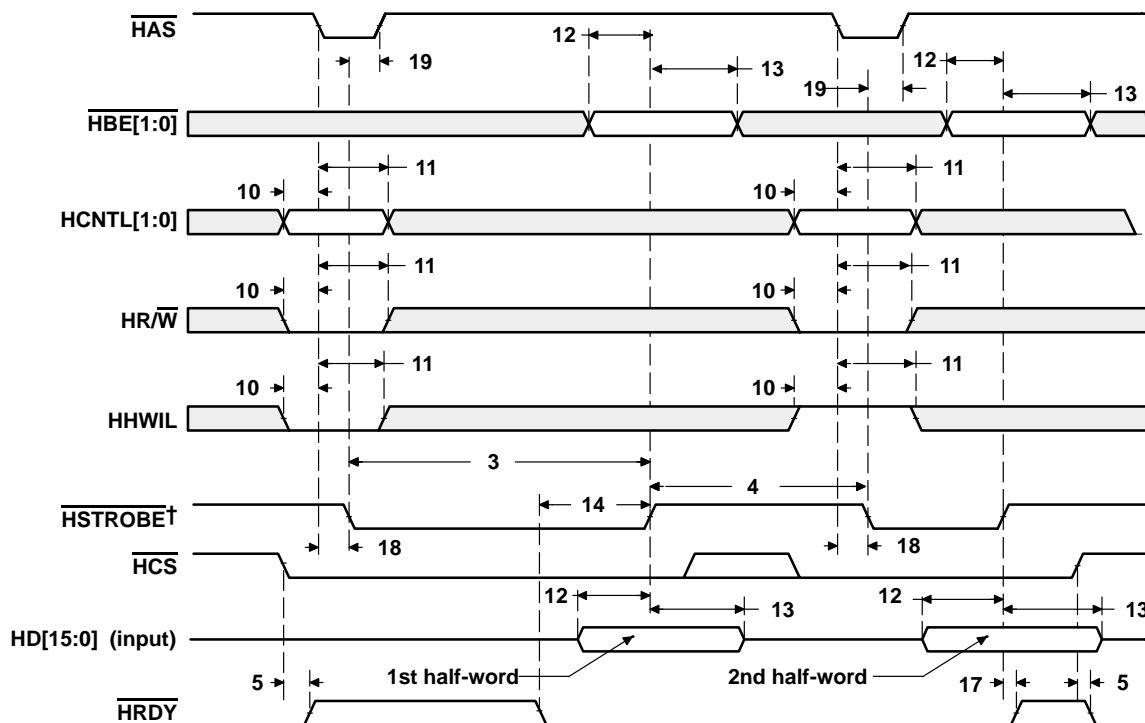 HAS
12
19
13
12
19
13
HBE[1:0]
11
11
10
10
HCNTL[1:0]
11
11
10
10
HR/W
11
11
10
10
HHWIL
3
4
14
HSTROBE†
18
18
HCS
12
13
12
13
HD[15:0] (input)
1st half-word
2nd half-word
5
17
5
HRDY